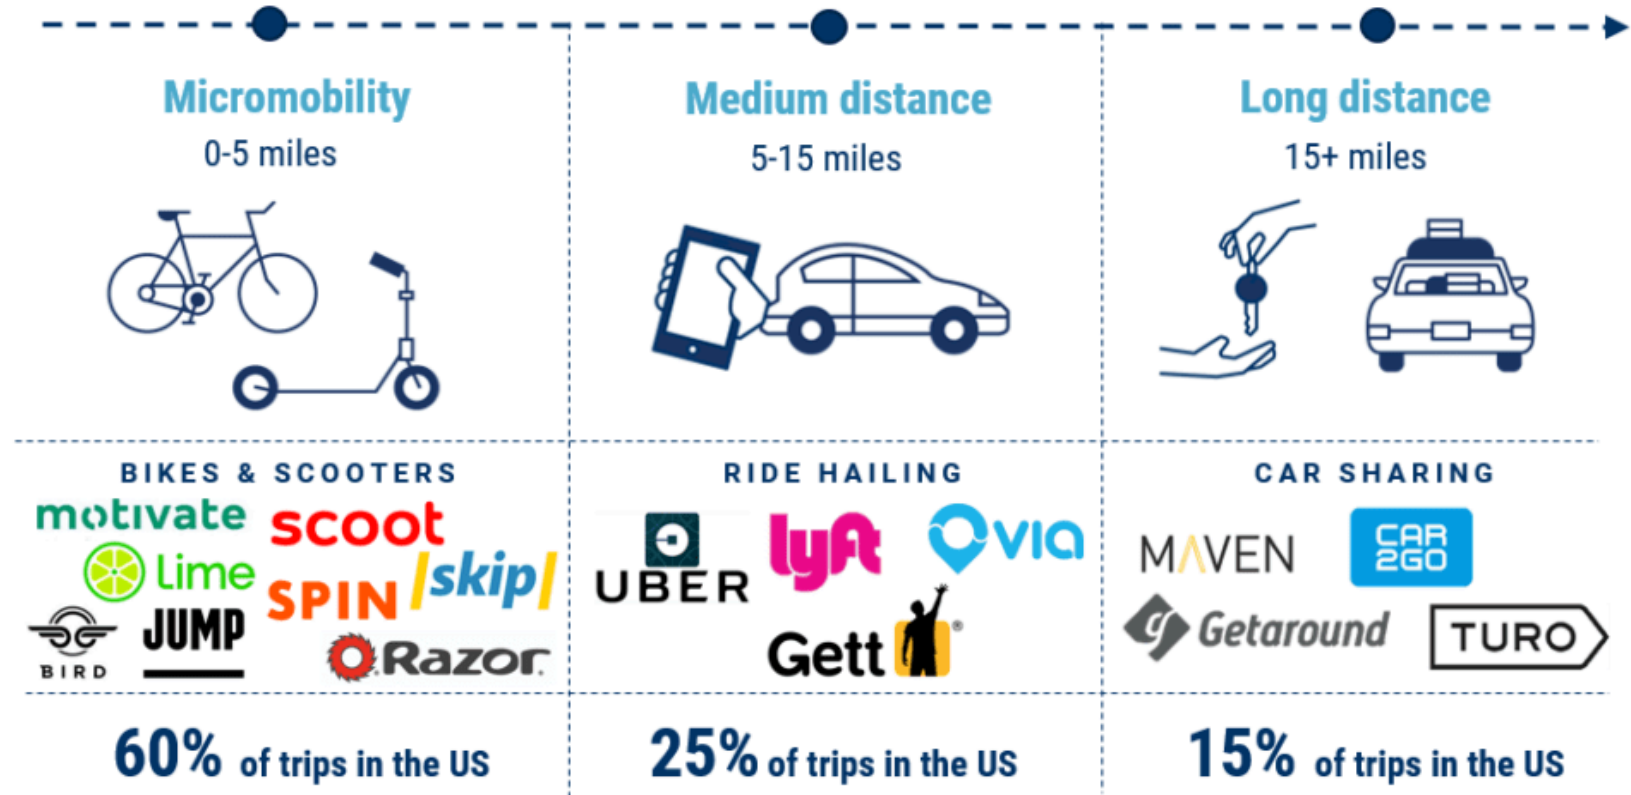 Micromobility
0-5 miles
Medium distance
5-15 miles
Long distance
15+ miles
BIKES & SCOOTERS
motivate
scoot
Lime
SPIN
skip
BIRD
JUMP
Razor
RIDE HAILING
UBER
lyft
via
Gett®
CAR SHARING
MAVEN
CAR
2GO
Getaround
TURO
60% of trips in the US
25% of trips in the US
15% of trips in the US